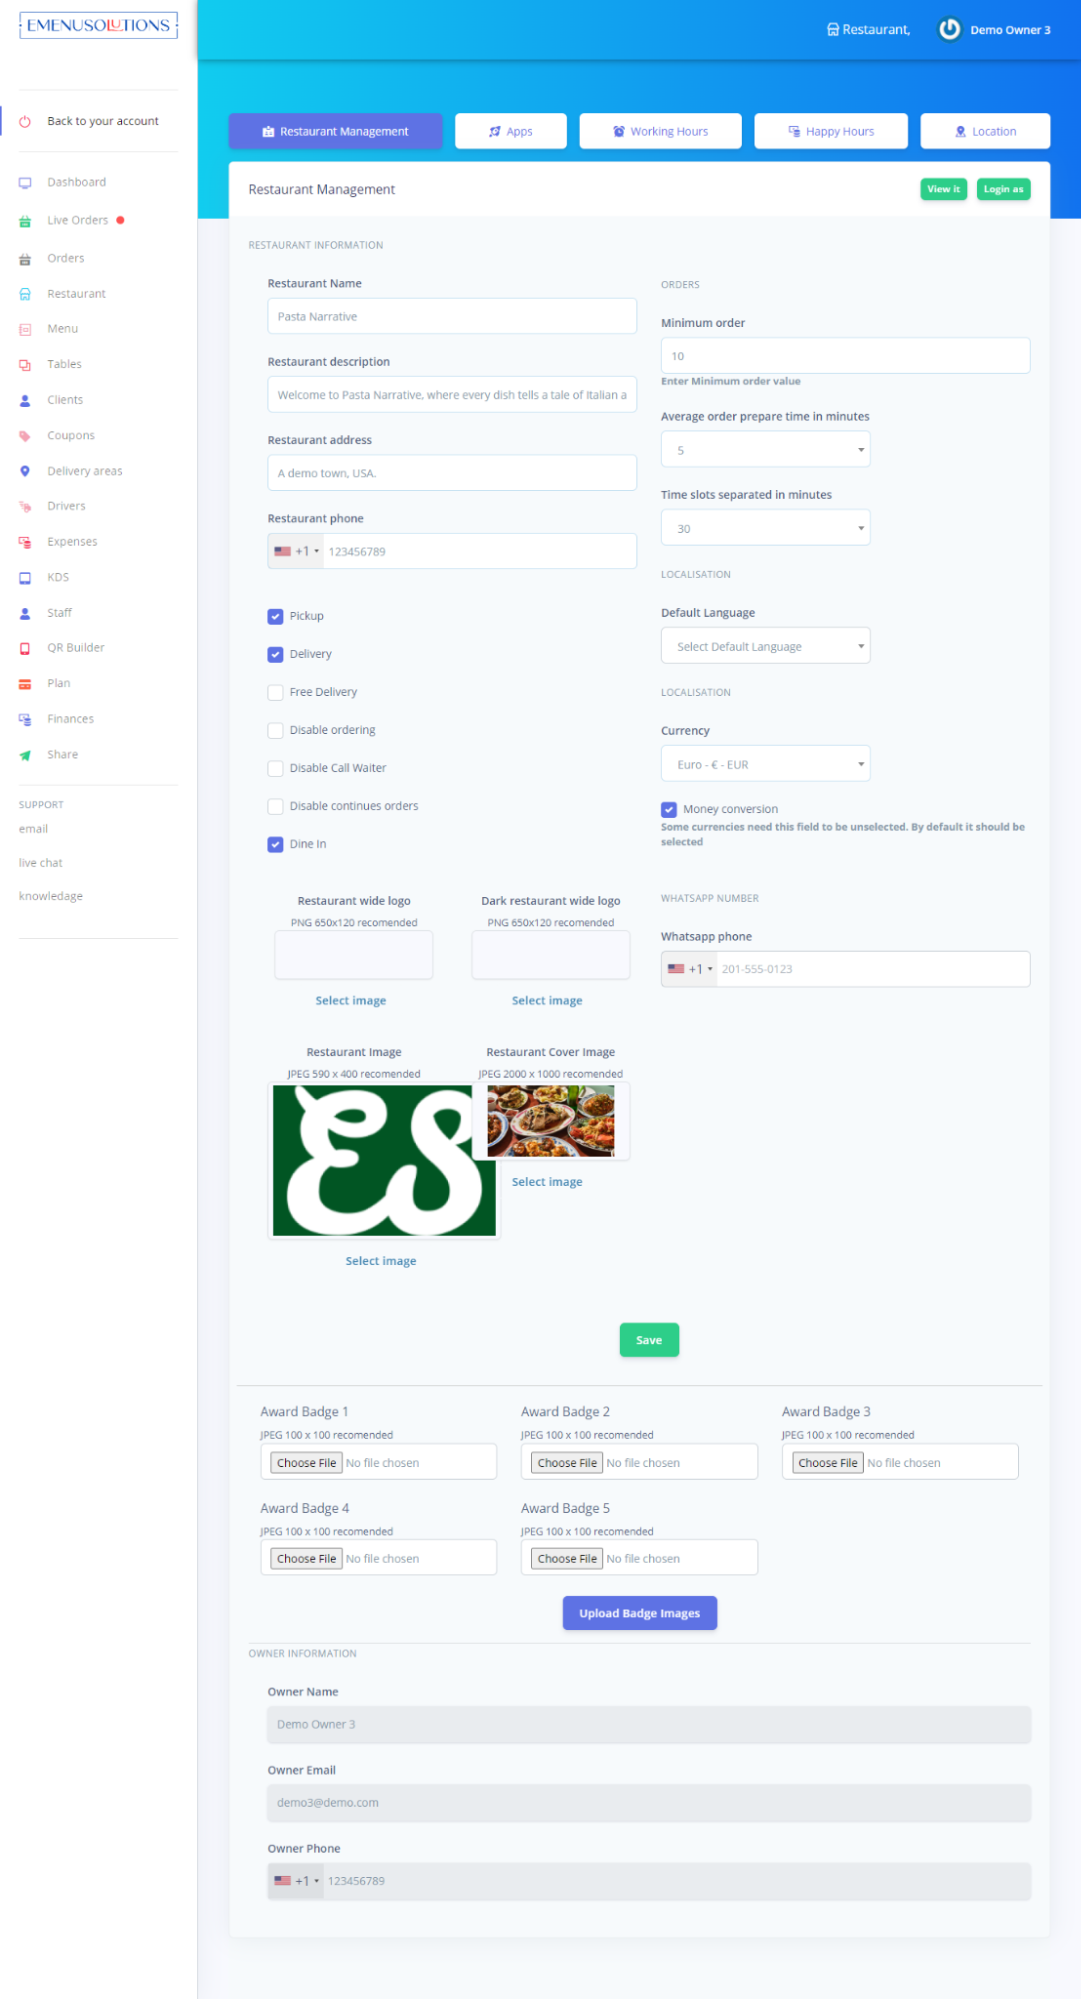 EMENUSOLUTIONS
Restaurant,
Demo Owner 3
Back to your account
Dashboard
Live Orders
Orders
Restaurant
Menu
Tables
Clients
Coupons
Delivery areas
Drivers
Expenses
KDS
Staff
QR Builder
Plan
Finances
Share
SUPPORT
email
live chat
knowledage
Restaurant Management
Apps
Working Hours
Happy Hours
Location
Restaurant Management
View it
Login as
RESTAURANT INFORMATION
Restaurant Name
Pasta Narrative
Restaurant description
Welcome to Pasta Narrative, where every dish tells a tale of Italian a
Restaurant address
A demo town, USA.
Restaurant phone
+1 123456789
Pickup
Delivery
Free Delivery
Disable ordering
Disable Call Waiter
Disable continues orders
Dine In
ORDERS
Minimum order
10
Enter Minimum order value
Average order prepare time in minutes
5
Time slots separated in minutes
30
LOCALISATION
Default Language
Select Default Language
LOCALISATION
Currency
Euro - € - EUR
Money conversion
Some currencies need this field to be unselected. By default it should be
selected
Restaurant wide logo
PNG 650x120 recomended
Select image
Dark restaurant wide logo
PNG 650x120 recomended
Select image
WHATSAPP NUMBER
Whatsapp phone
+1 201-555-0123
Restaurant Image
JPEG 590 x 400 recomended
ES
Select image
Restaurant Cover Image
JPEG 2000 x 1000 recomended
Select image
Save
Award Badge 1
JPEG 100 x 100 recomended
Choose File No file chosen
Award Badge 2
JPEG 100 x 100 recomended
Choose File No file chosen
Award Badge 3
JPEG 100 x 100 recomended
Choose File No file chosen
Award Badge 4
JPEG 100 x 100 recomended
Choose File No file chosen
Award Badge 5
JPEG 100 x 100 recomended
Choose File No file chosen
Upload Badge Images
OWNER INFORMATION
Owner Name
Demo Owner 3
Owner Email
demo3@demo.com
Owner Phone
+1 123456789